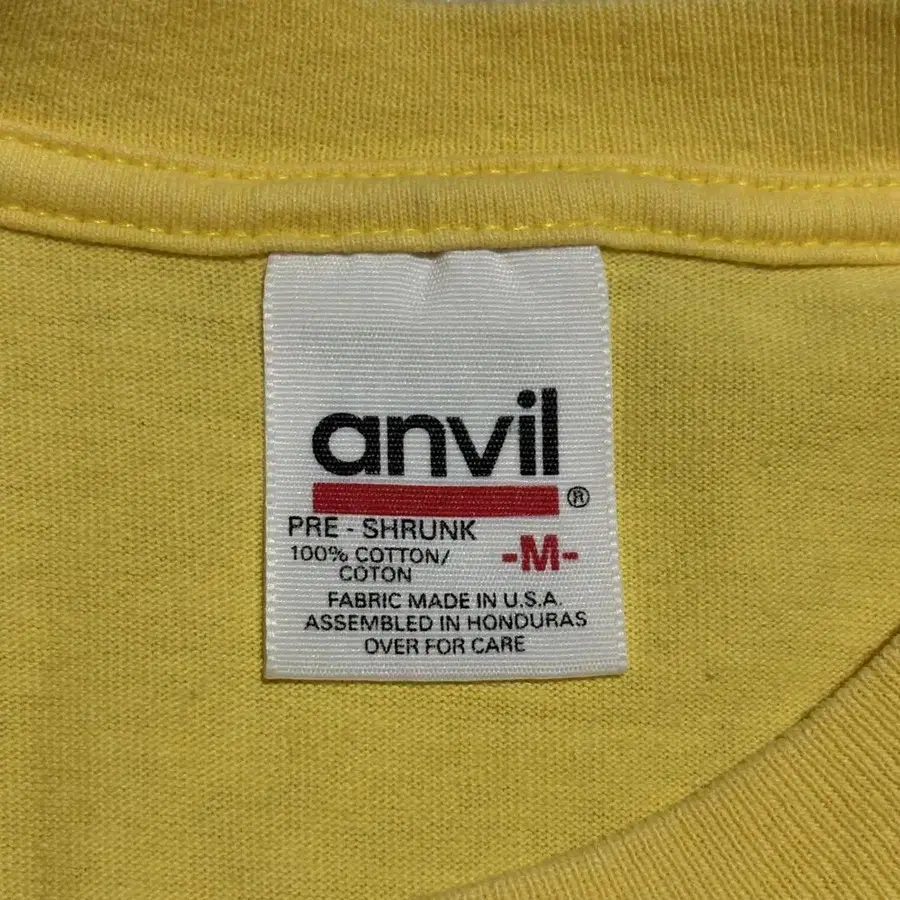 anvil®
PRE - SHRUNK
100% COTTON/
COTON
-M-
FABRIC MADE IN U.S.A.
ASSEMBLED IN HONDURAS
OVER FOR CARE